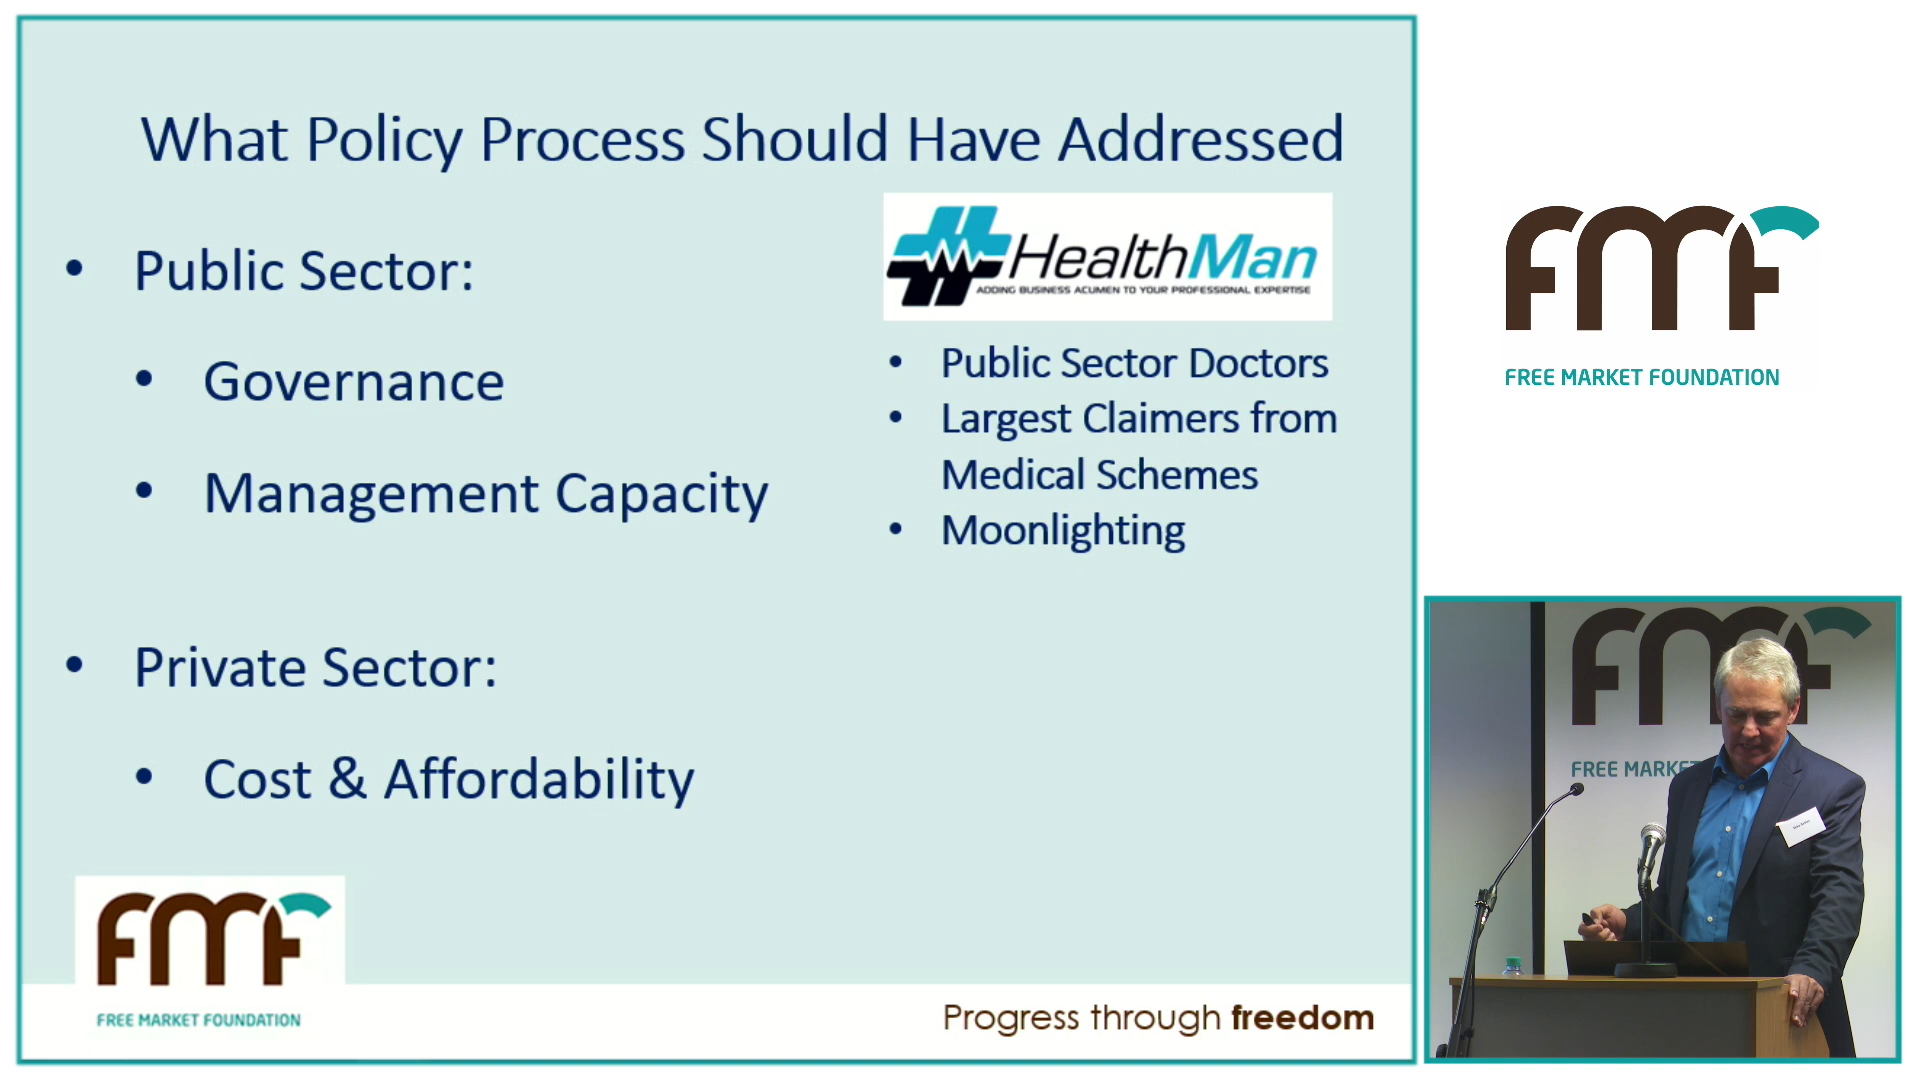 What Policy Process Should Have Addressed
• Public Sector:
• Governance
• Management Capacity
• Private Sector:
• Cost & Affordability
HealthMan
ADDING BUSINESS ACUMEN TO YOUR PROFESSIONAL EXPERTISE
• Public Sector Doctors
• Largest Claimers from
Medical Schemes
• Moonlighting
FMF
FREE MARKET FOUNDATION
Progress through freedom
FMF
FREE MARKET FOUNDATION
FMF
FREE MARKET